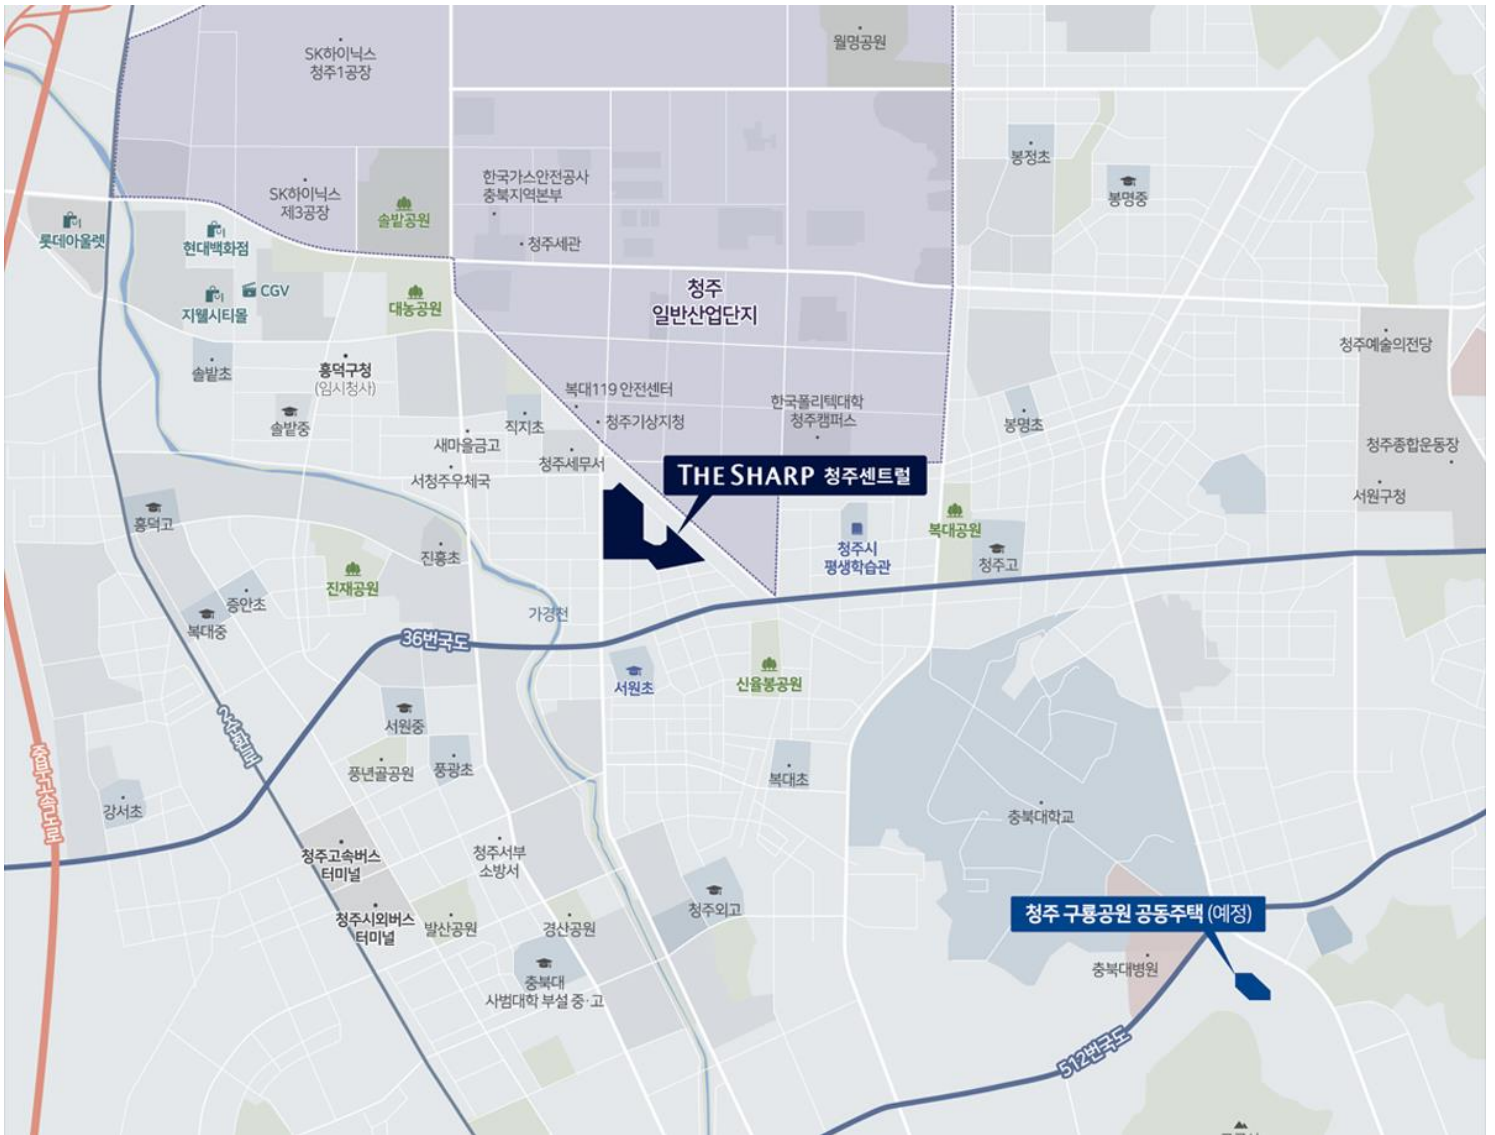 SK하이닉스
청주1공장
월명공원
봉정초
봉명중
한국가스안전공사
충북지역본부
SK하이닉스
제3공장
솔밭공원
청주세관
롯데아울렛
현대백화점
CGV
지웰시티몰
대농공원
청주
일반산업단지
청주예술의전당
솔밭초
흥덕구청
(임시청사)
복대119 안전센터
한국폴리텍대학
청주캠퍼스
청주기상지청
솔밭중
직지초
봉명초
새마을금고
청주종합운동장
청주세무서
서청주우체국
THE SHARP 청주센트럴
서원구청
흥덕고
복대공원
청주시
평생학습관
진흥초
청주고
진재공원
증안초
복대중
가경천
36번국도
서원초
신율봉공원
2순환로
서원중
풍년골공원
풍광초
복대초
중부고속도로
강서초
충북대학교
청주고속버스
터미널
청주서부
소방서
청주외고
청주시외버스
터미널
발산공원
경산공원
청주 구룡공원 공동주택 (예정)
충북대병원
충북대
사범대학 부설 중·고
512번국도